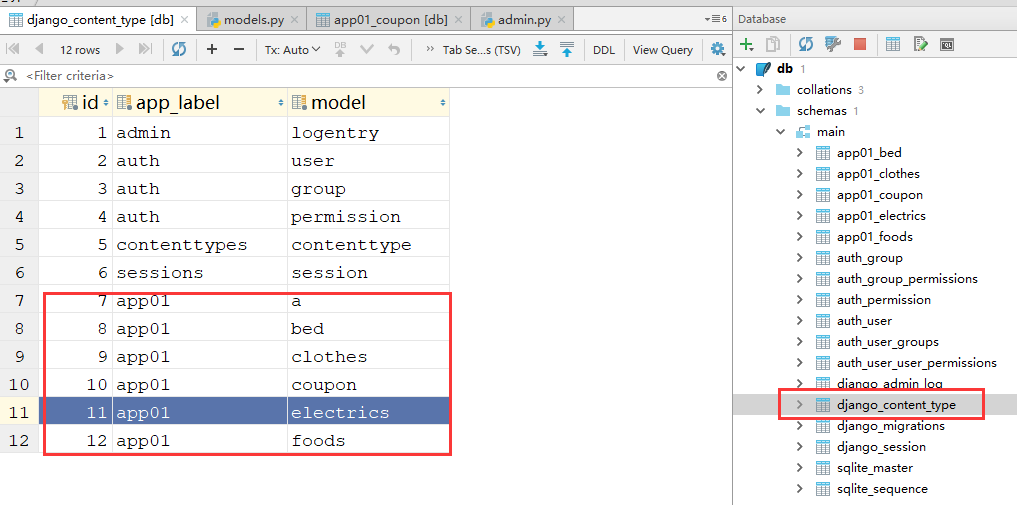 django_content_type [db] models.py app01_coupon [db] admin.py 6
Database
12 rows Tx: Auto DB Tab Se...s (TSV) DDL View Query
<Filter criteria>
id app_label model
1 1 admin logentry
2 2 auth user
3 3 auth group
4 4 auth permission
5 5 contenttypes contenttype
6 6 sessions session
7 7 app01 a
8 8 app01 bed
9 9 app01 clothes
10 10 app01 coupon
11 11 app01 electrics
12 12 app01 foods
db 1
collations 3
schemas 1
main
app01_bed
app01_clothes
app01_coupon
app01_electrics
app01_foods
auth_group
auth_group_permissions
auth_permission
auth_user
auth_user_groups
auth_user_user_permissions
django_admin_log
django_content_type
django_migrations
django_session
sqlite_master
sqlite_sequence